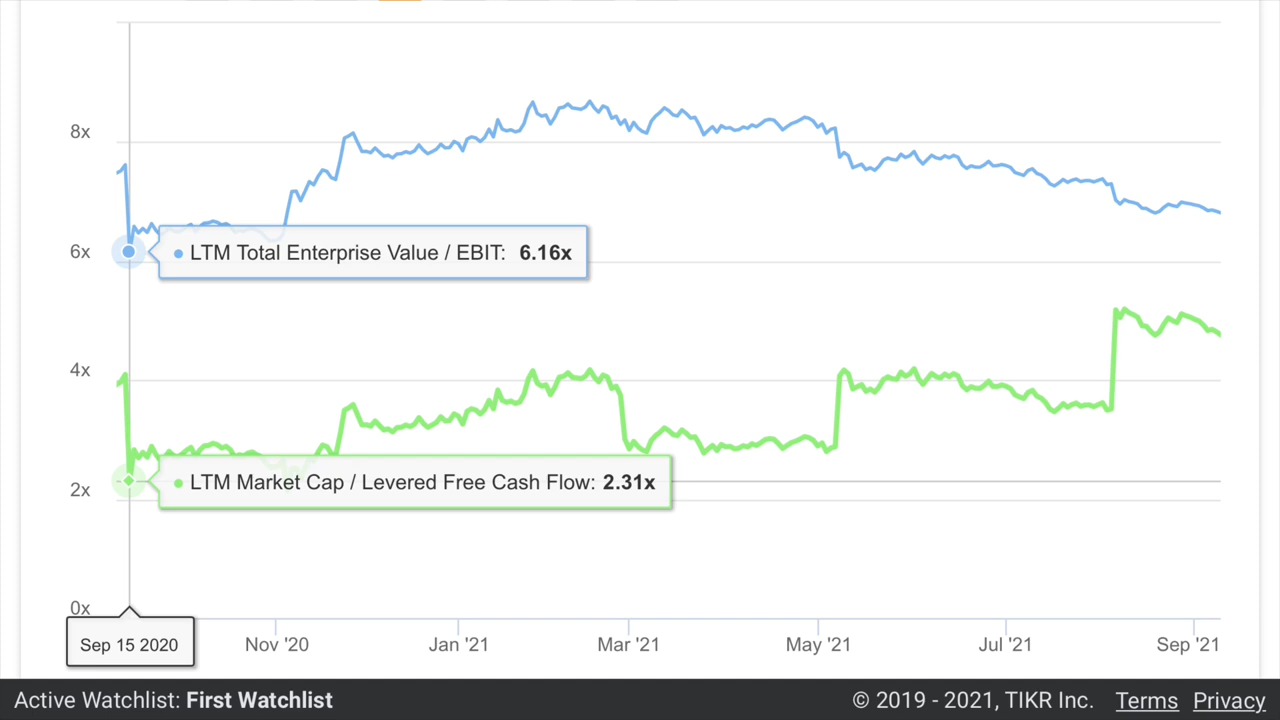 8x
6x
LTM Total Enterprise Value / EBIT: 6.16x
4x
2x
LTM Market Cap / Levered Free Cash Flow: 2.31x
0x
Sep 15 2020
Nov '20
Jan '21
Mar '21
May '21
Jul '21
Sep '21
Active Watchlist: First Watchlist
© 2019 - 2021, TIKR Inc. Terms Privacy